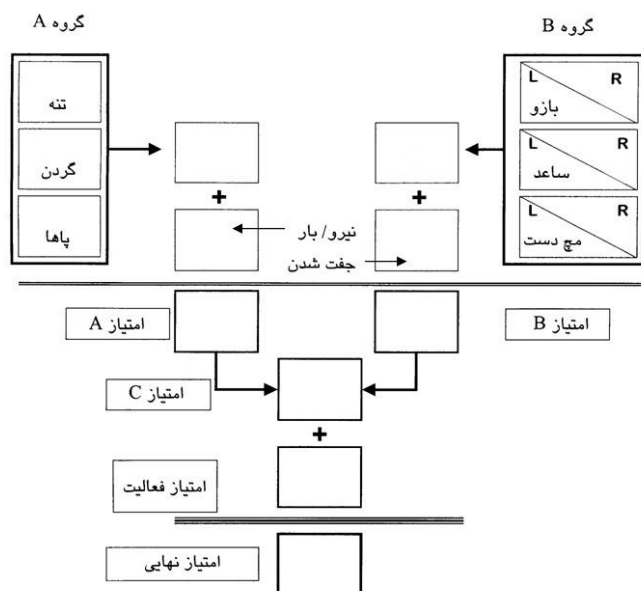 گروه A
گروه B
تنه
گردن
پاها
L R
بازو
L R
ساعد
L R
مچ دست
+
+
نیرو/ بار
جفت شدن
امتیاز A
امتیاز B
امتیاز C
+
امتیاز فعالیت
امتیاز نهایی